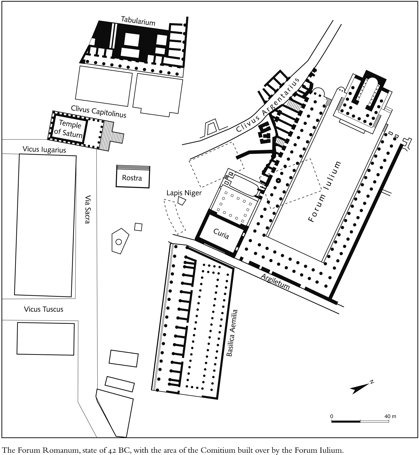 Tabularium
Clivus Capitolinus
Temple
of
Saturn
Vicus Iugarius
Rostra
Via Sacra
Lapis Niger
Clivus Argentarius
Forum Iulium
Curia
Argiletum
Vicus Tuscus
Basilica Aemilia
N
0 40 m
The Forum Romanum, state of 42 BC, with the area of the Comitium built over by the Forum Iulium.